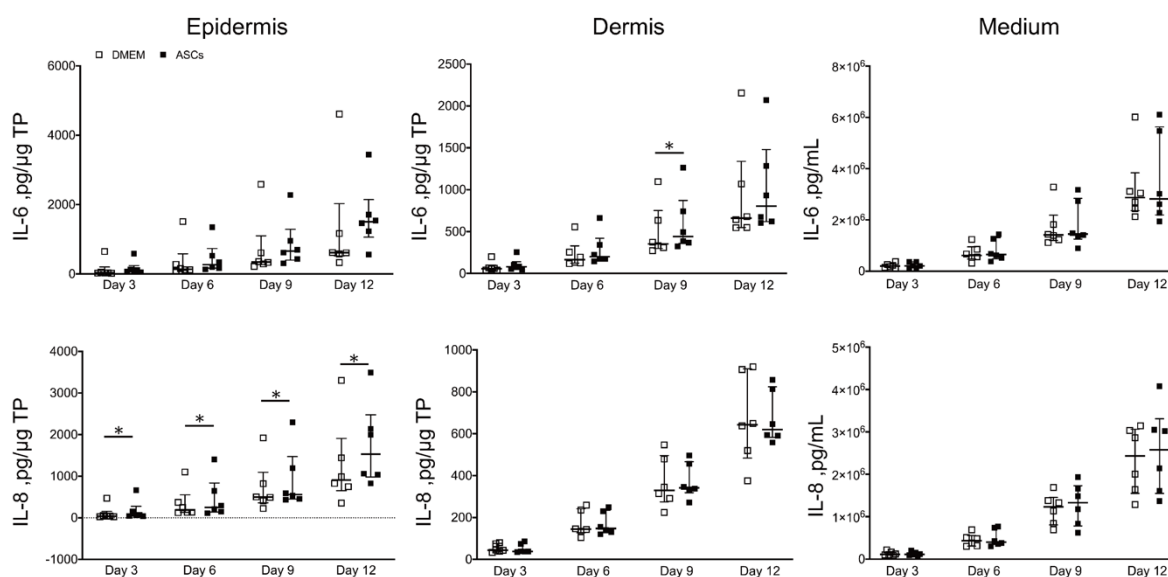 Epidermis
Dermis
Medium
DMEM ASCs
IL-6 ,pg/µg TP
6000
4000
2000
0
Day 3 Day 6 Day 9 Day 12
IL-6 ,pg/µg TP
2500
2000
1500
1000
500
0
*
Day 3 Day 6 Day 9 Day 12
IL-6 ,pg/mL
8×10⁶
6×10⁶
4×10⁶
2×10⁶
0
Day 3 Day 6 Day 9 Day 12
IL-8 ,pg/µg TP
4000
3000
2000
1000
0
-1000
* * * *
Day 3 Day 6 Day 9 Day 12
IL-8 ,pg/µg TP
1000
800
600
400
200
0
Day 3 Day 6 Day 9 Day 12
IL-8 ,pg/mL
5×10⁶
4×10⁶
3×10⁶
2×10⁶
1×10⁶
0
Day 3 Day 6 Day 9 Day 12